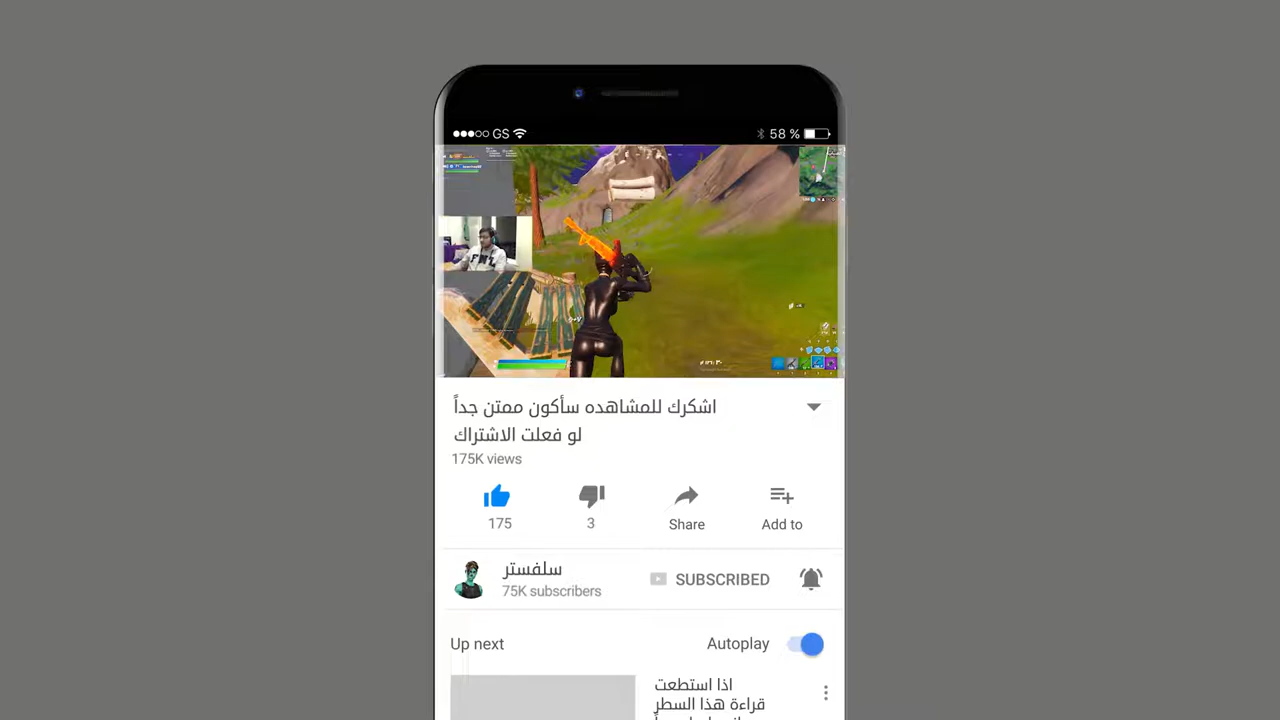 GS
58 %
اشكرك للمشاهده سأكون ممتن جداً
لو فعلت الاشتراك
175K views
175
3
Share
Add to
سلفستر
75K subscribers
SUBSCRIBED
Up next
Autoplay
اذا استطعت
قراءة هذا السطر